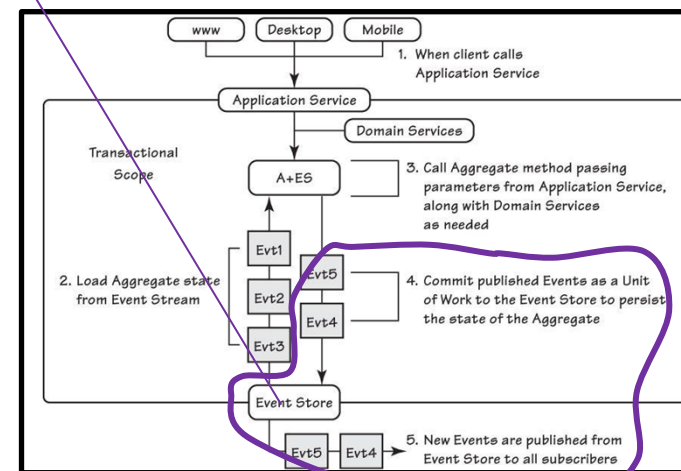 www
Desktop
Mobile
1. When client calls
Application Service
Application Service
Domain Services
Transactional
Scope
A+ES
3. Call Aggregate method passing
parameters from Application Service,
along with Domain Services
as needed
Evt1
Evt2
Evt3
2. Load Aggregate state
from Event Stream
Evt5
Evt4
4. Commit published Events as a Unit
of Work to the Event Store to persist
the state of the Aggregate
Event Store
Evt5
Evt4
5. New Events are published from
Event Store to all subscribers